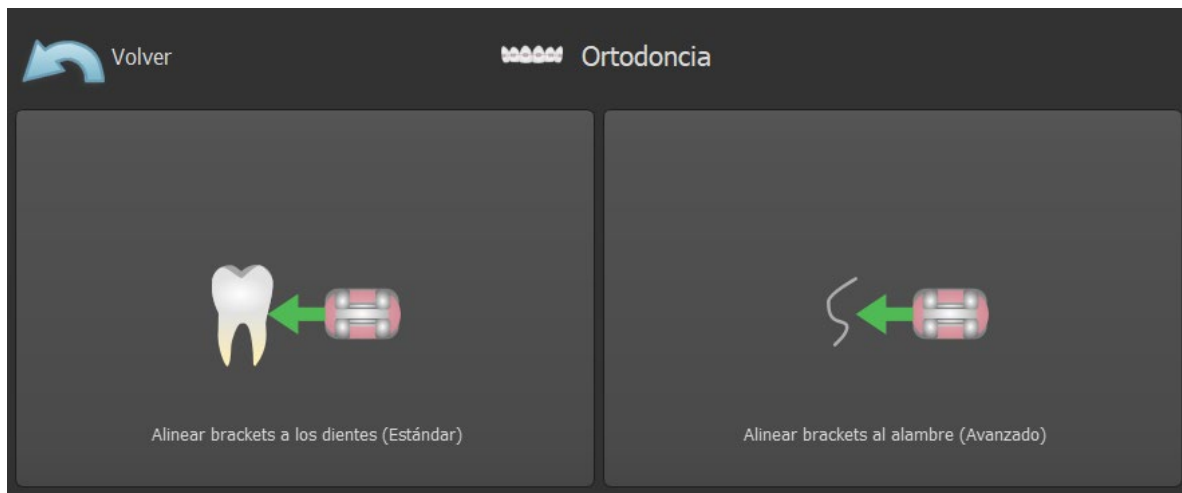 Volver
Ortodoncia
Alinear brackets a los dientes (Estándar)
Alinear brackets al alambre (Avanzado)